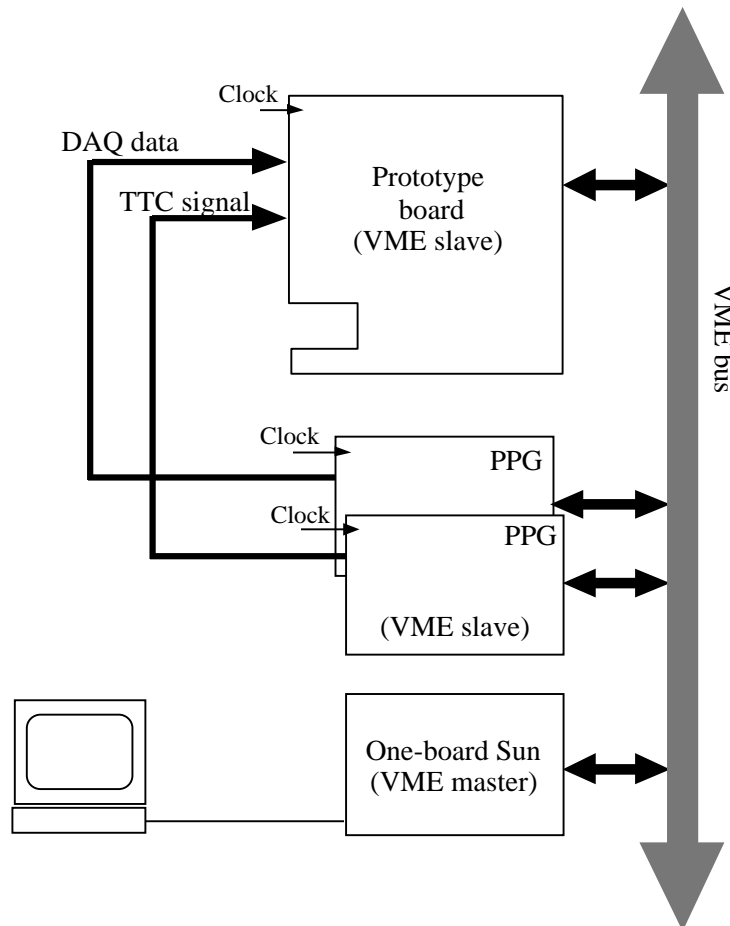 Clock
DAQ data
TTC signal
Prototype
board
(VME slave)
VME bus
Clock
PPG
Clock
PPG
(VME slave)
One-board Sun
(VME master)